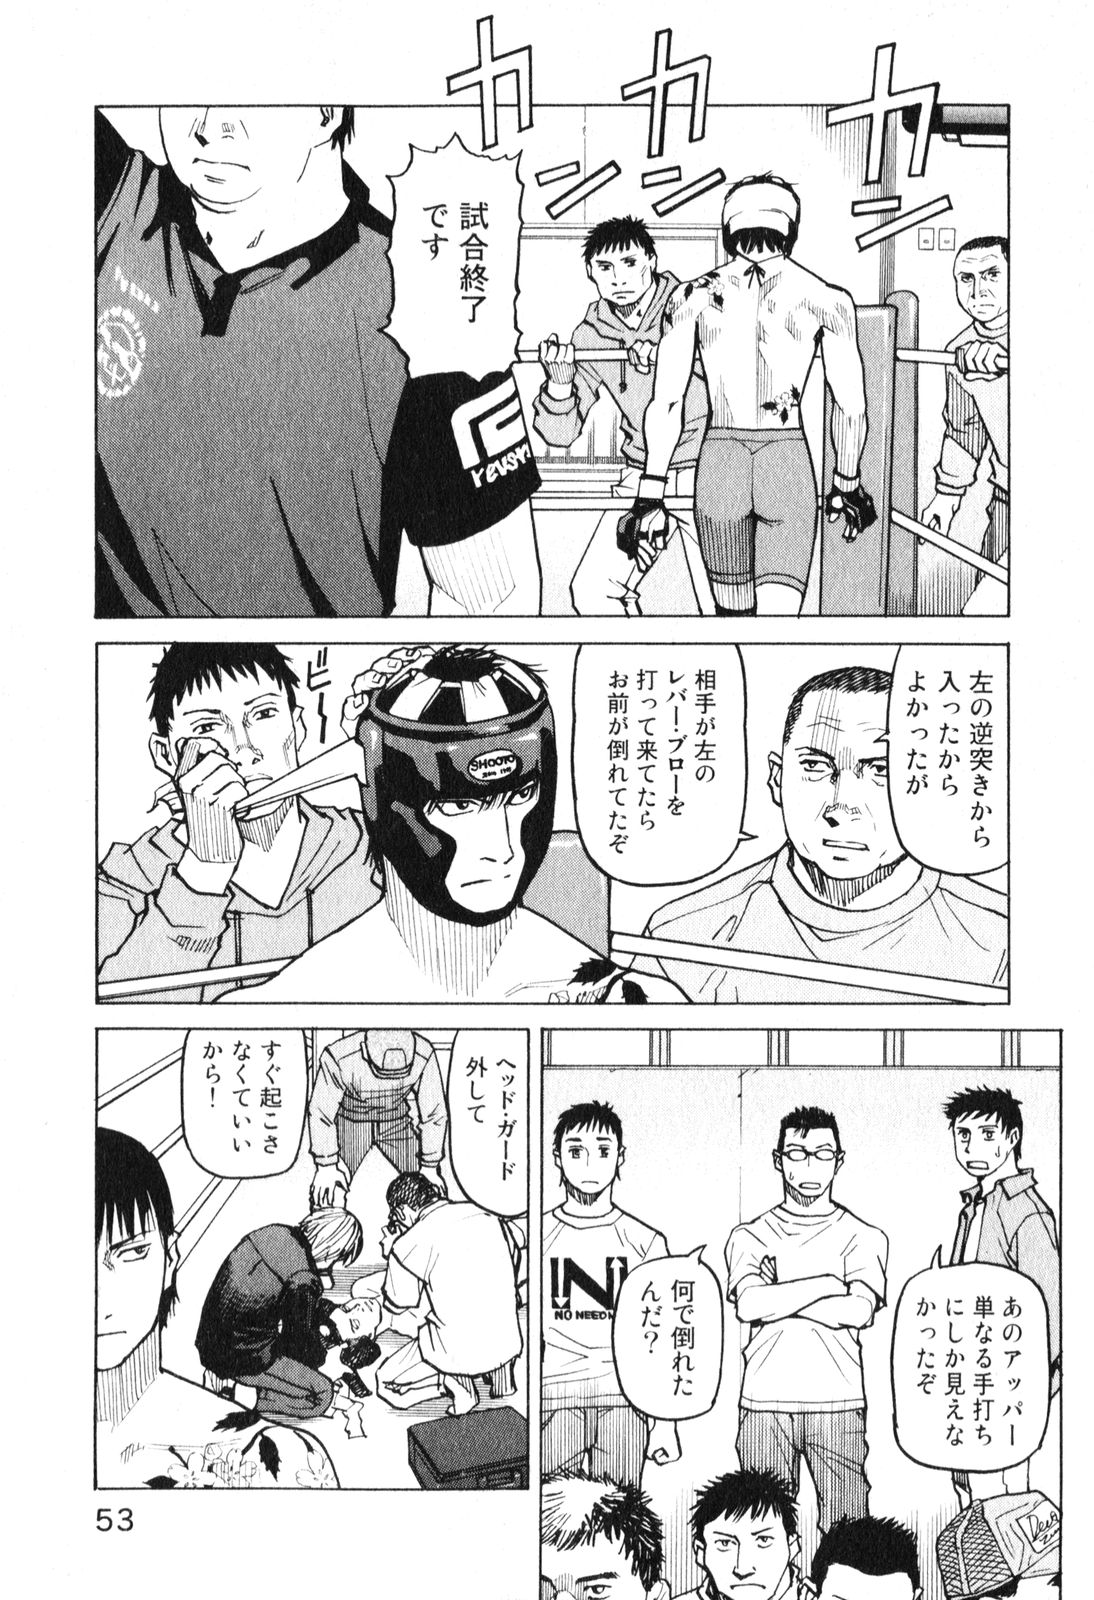 カンカンカン
試合終了
です
you
revers
左の逆突きから
入ったから
よかったが
相手が左の
レバー・ブローを
打って来てたら
お前が倒れてたぞ
ビー
SHOOTO
あのアッパー
単なる手打ち
にしか見えな
かったぞ
何で倒れた
んだ?
N
NO NEED
ヘッド・ガード
外して
すぐ起こさ
なくていい
から!
53